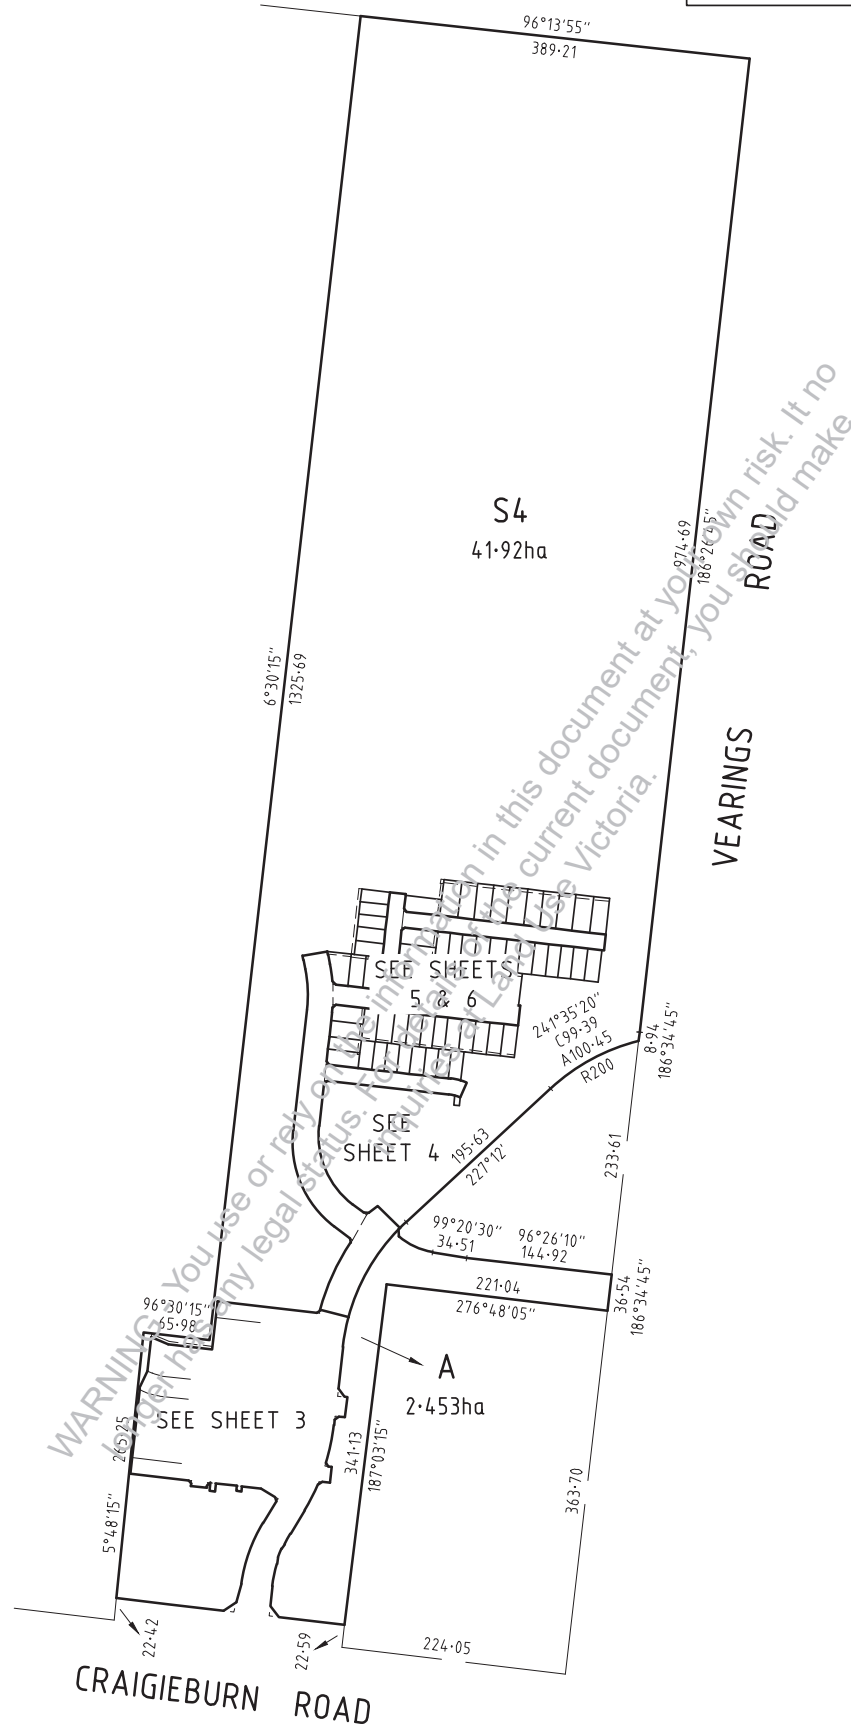 96°13'55"
389·21
S4
41·92ha
974·69
186°26'45"
ROAD
6°30'15"
1325·69
VEARINGS
SEE SHEETS
5 & 6
241°35'20"
C99·39
A100·45
R200
8·94
186°34'45"
SEE
SHEET 4
195·63
227°12'
233·61
99°20'30"
34·51
96°26'10"
144·92
221·04
276°48'05"
36·54
186°34'45"
96°30'15"
65·98
A
2·453ha
SEE SHEET 3
265·25
5°48'15"
341·13
187°03'15"
363·70
22·42
22·59
224·05
CRAIGIEBURN ROAD
WARNING. You use or rely on the information in this document at your own risk. It no
longer has any legal status. For details of the current document, you should make
inquiries at Land Use Victoria.